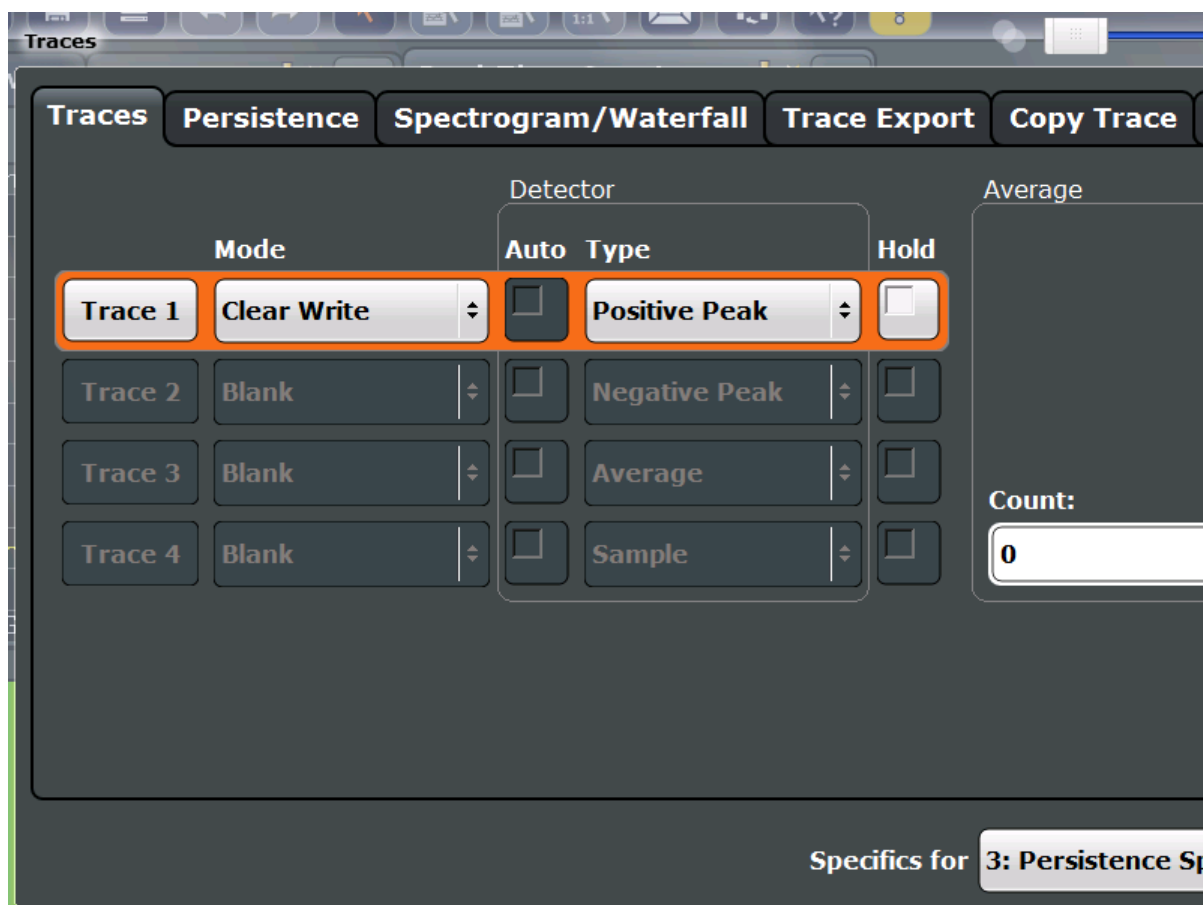 1:1
Traces
Traces Persistence Spectrogram/Waterfall Trace Export Copy Trace
Detector Average
Mode Auto Type Hold
Trace 1 Clear Write Positive Peak
Trace 2 Blank Negative Peak
Trace 3 Blank Average
Count:
Trace 4 Blank Sample 0
Specifics for 3: Persistence Sp